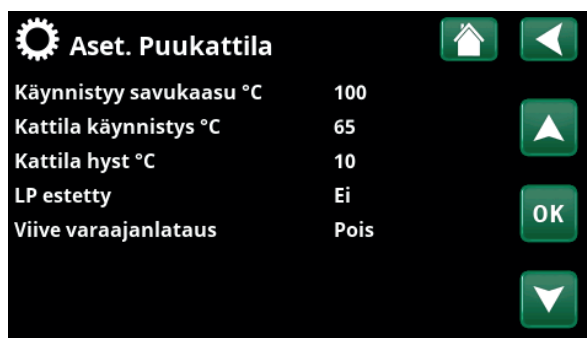 Aset. Puukattila
Käynnistyy savukaasu °C 100
Kattila käynnistys °C 65
Kattila hyst °C 10
LP estetty Ei
Viive varaajanlataus Pois
OK